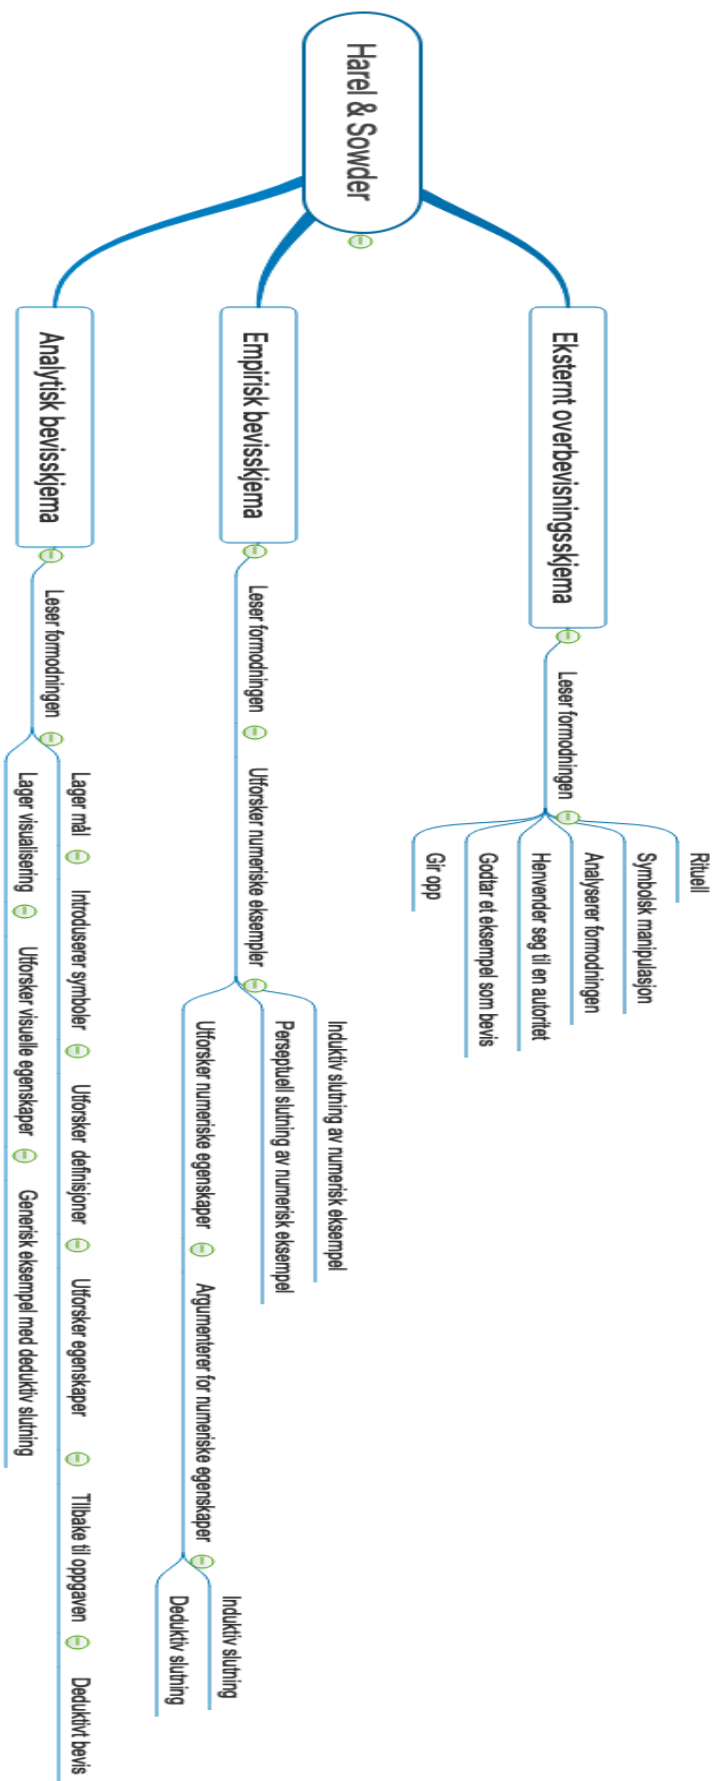 Harel & Sowder
Eksternt overbevisningsskjema
Leser formodningen
Rituell
Symbolsk manipulasjon
Analyserer formodningen
Henvender seg til en autoritet
Godtar et eksempel som bevis
Gir opp
Empirisk bevisskjema
Leser formodningen
Utforsker numeriske eksempler
Induktiv slutning av numerisk eksempel
Perseptuell slutning av numerisk eksempel
Utforsker numeriske egenskaper
Argumenterer for numeriske egenskaper
Induktiv slutning
Deduktiv slutning
Analytisk bevisskjema
Leser formodningen
Lager mål
Introduserer symboler
Utforsker definisjoner
Utforsker egenskaper
Tilbake til oppgaven
Deduktivt bevis
Lager visualisering
Utforsker visuelle egenskaper
Generisk eksempel med deduktiv slutning